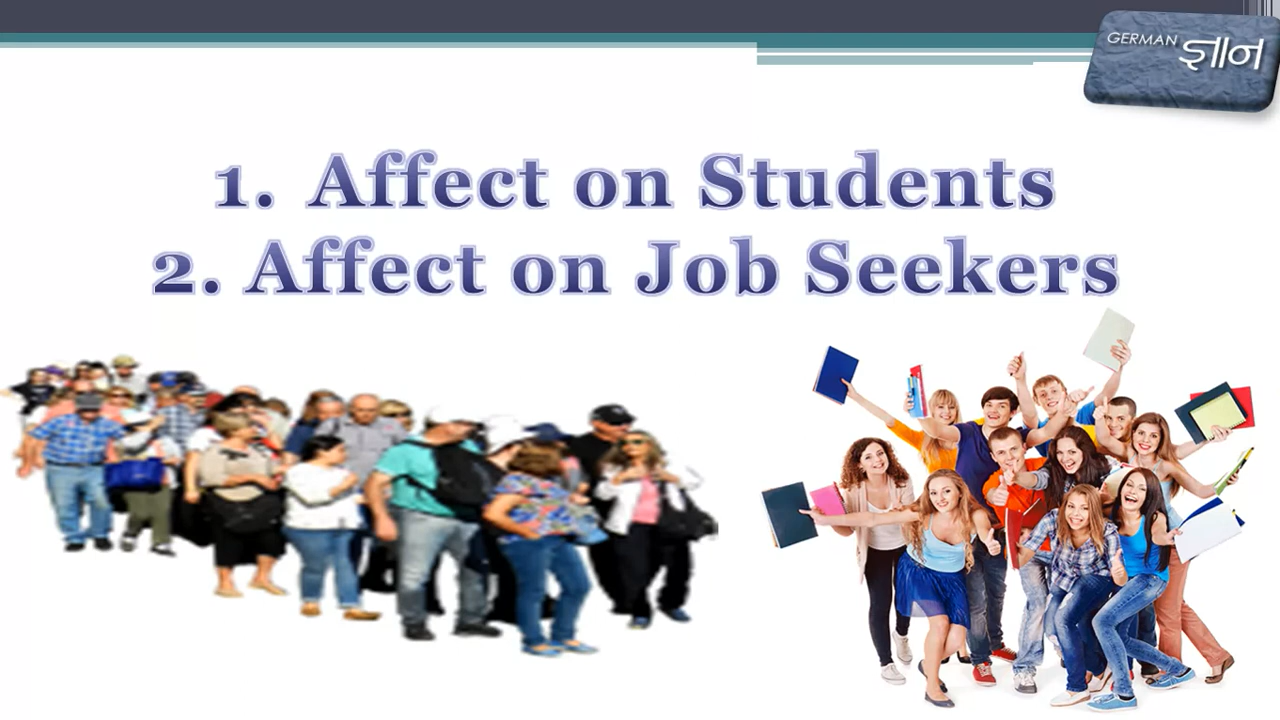 GERMAN ज्ञान
1. Affect on Students
2. Affect on Job Seekers